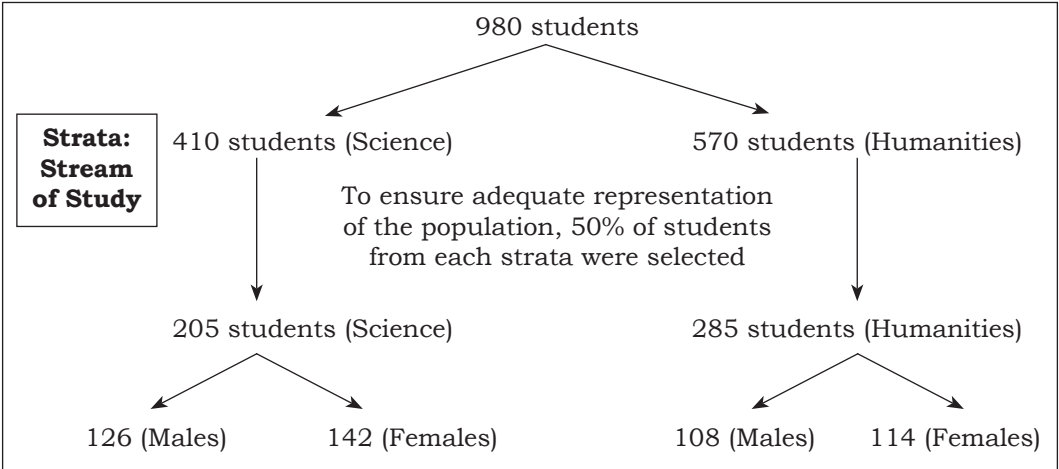 980 students
Strata:
Stream
of Study
410 students (Science)
570 students (Humanities)
To ensure adequate representation
of the population, 50% of students
from each strata were selected
205 students (Science)
285 students (Humanities)
126 (Males)
142 (Females)
108 (Males)
114 (Females)